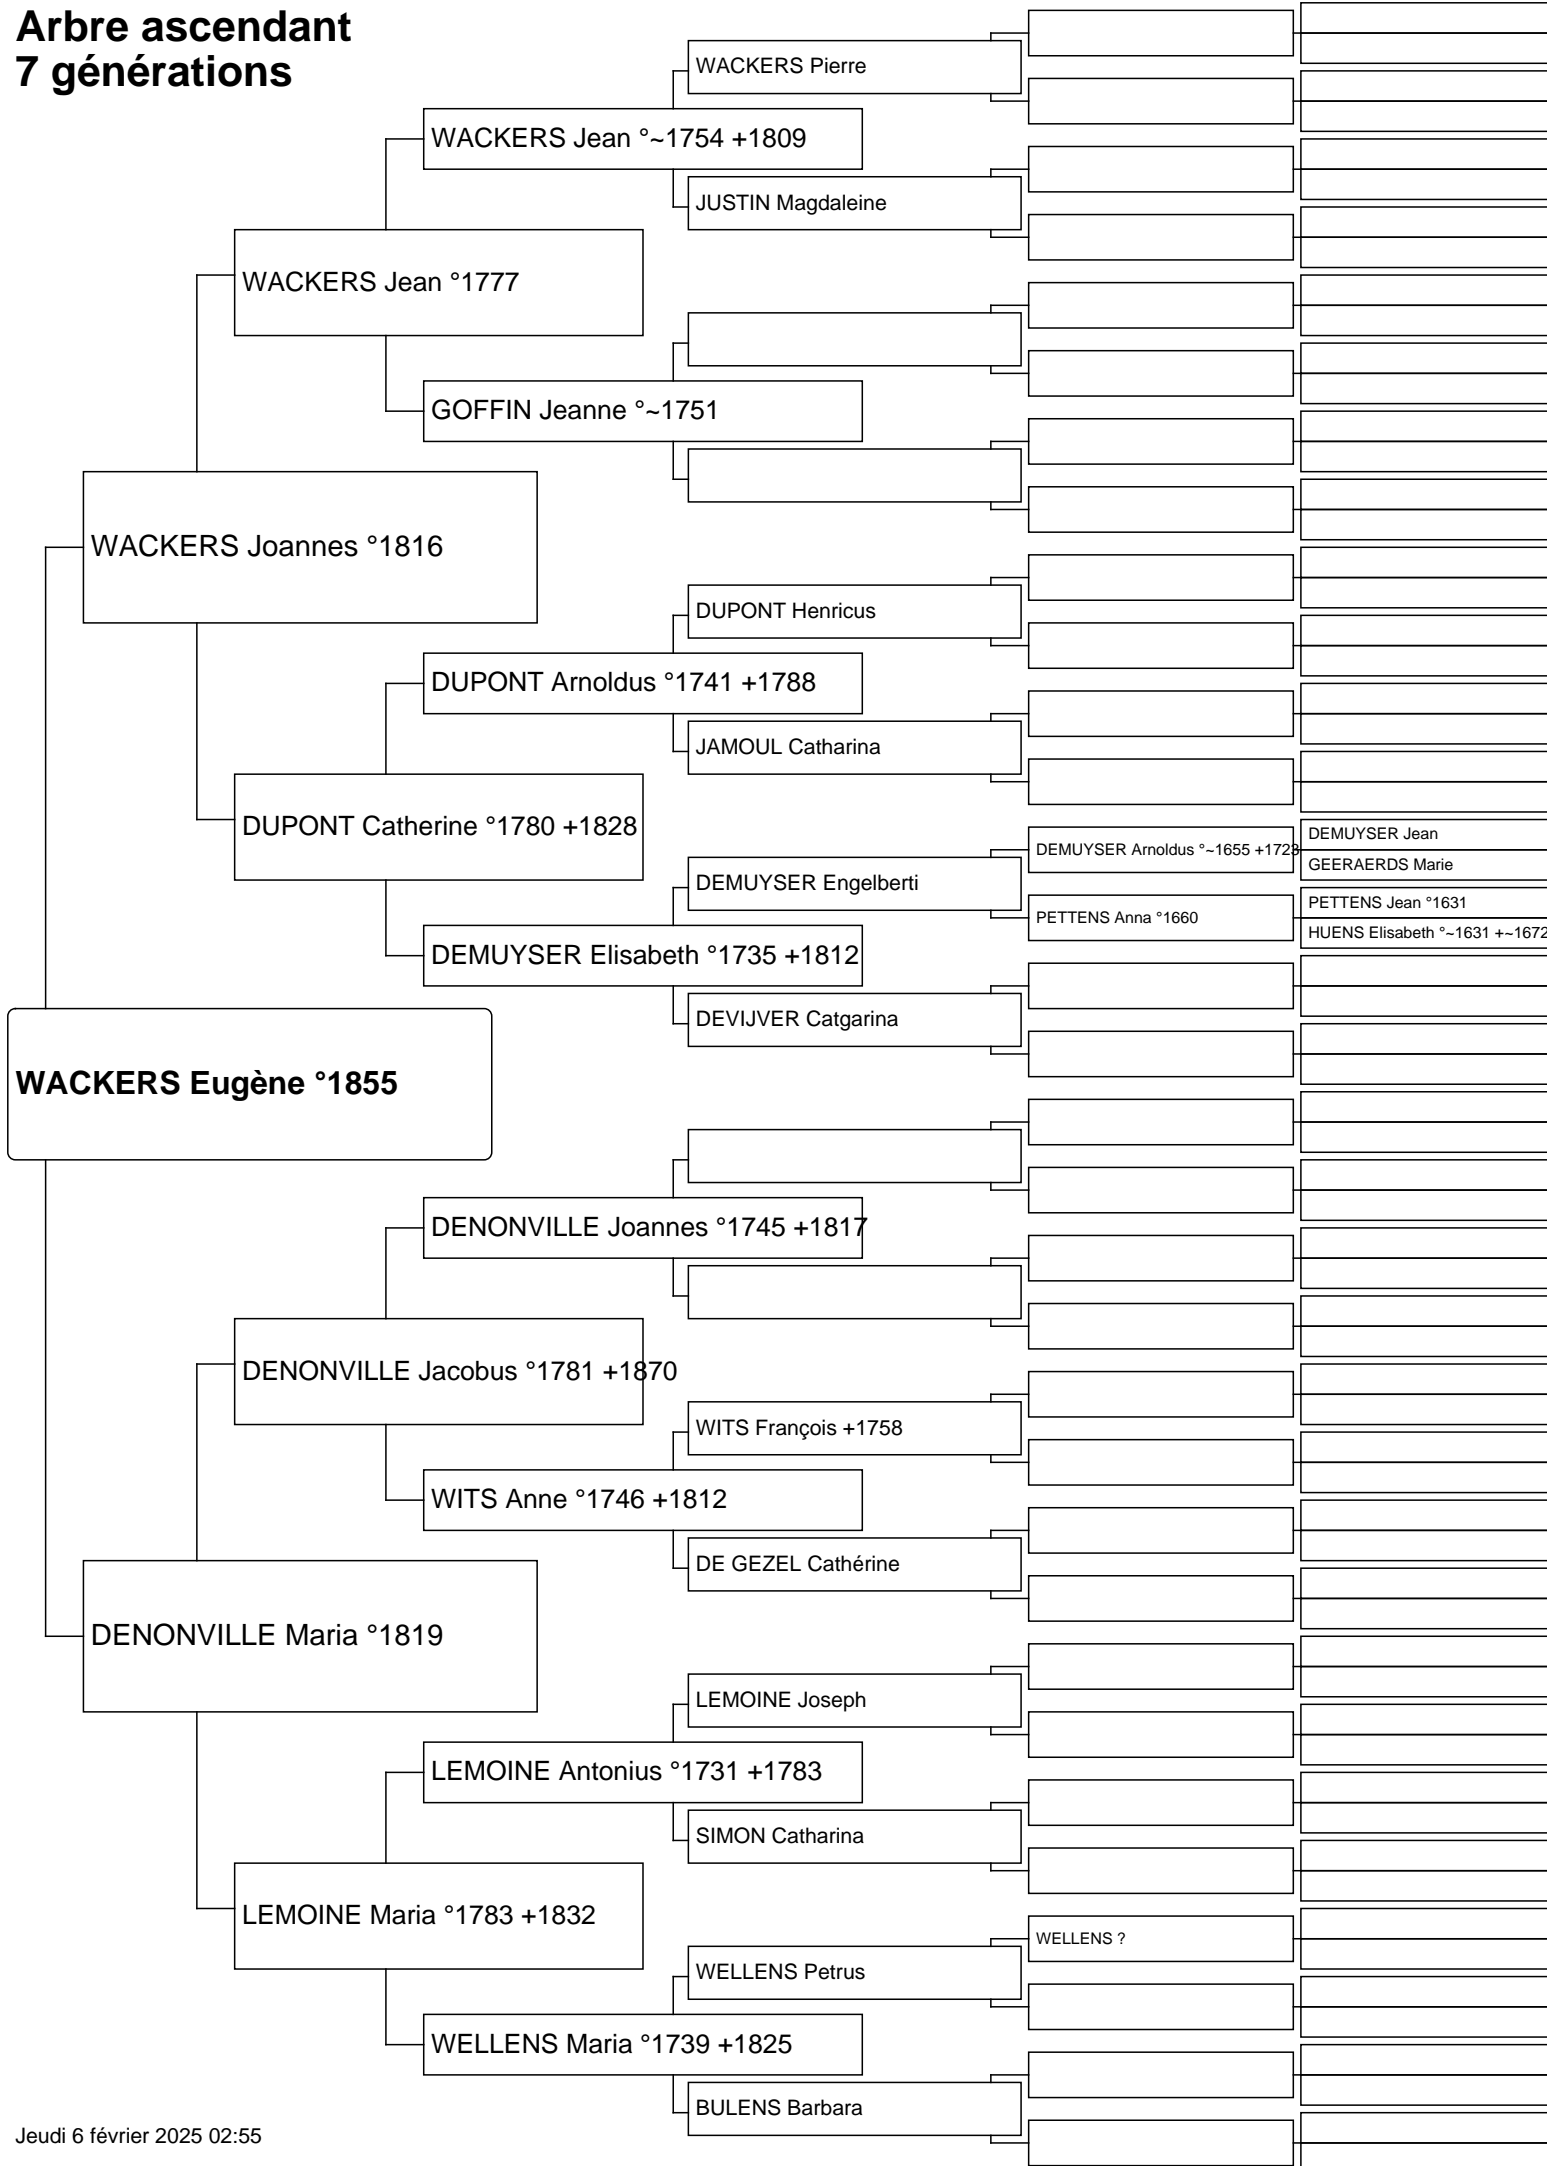 Arbre ascendant
7 générations
WACKERS Pierre
WACKERS Jean °~1754 +1809
JUSTIN Magdaleine
WACKERS Jean °1777
GOFFIN Jeanne °~1751
WACKERS Joannes °1816
DUPONT Henricus
DUPONT Arnoldus °1741 +1788
JAMOUL Catharina
DUPONT Catherine °1780 +1828
DEMUYSER Jean
DEMUYSER Arnoldus °~1655 +1723
GEERAERDS Marie
DEMUYSER Engelberti
PETTENS Jean °1631
PETTENS Anna °1660
HUENS Elisabeth °~1631 +~1672
DEMUYSER Elisabeth °1735 +1812
DEVIJVER Catgarina
WACKERS Eugène °1855
DENONVILLE Joannes °1745 +1817
DENONVILLE Jacobus °1781 +1870
WITS François +1758
WITS Anne °1746 +1812
DE GEZEL Cathérine
DENONVILLE Maria °1819
LEMOINE Joseph
LEMOINE Antonius °1731 +1783
SIMON Catharina
LEMOINE Maria °1783 +1832
WELLENS ?
WELLENS Petrus
WELLENS Maria °1739 +1825
BULENS Barbara
Jeudi 6 février 2025 02:55